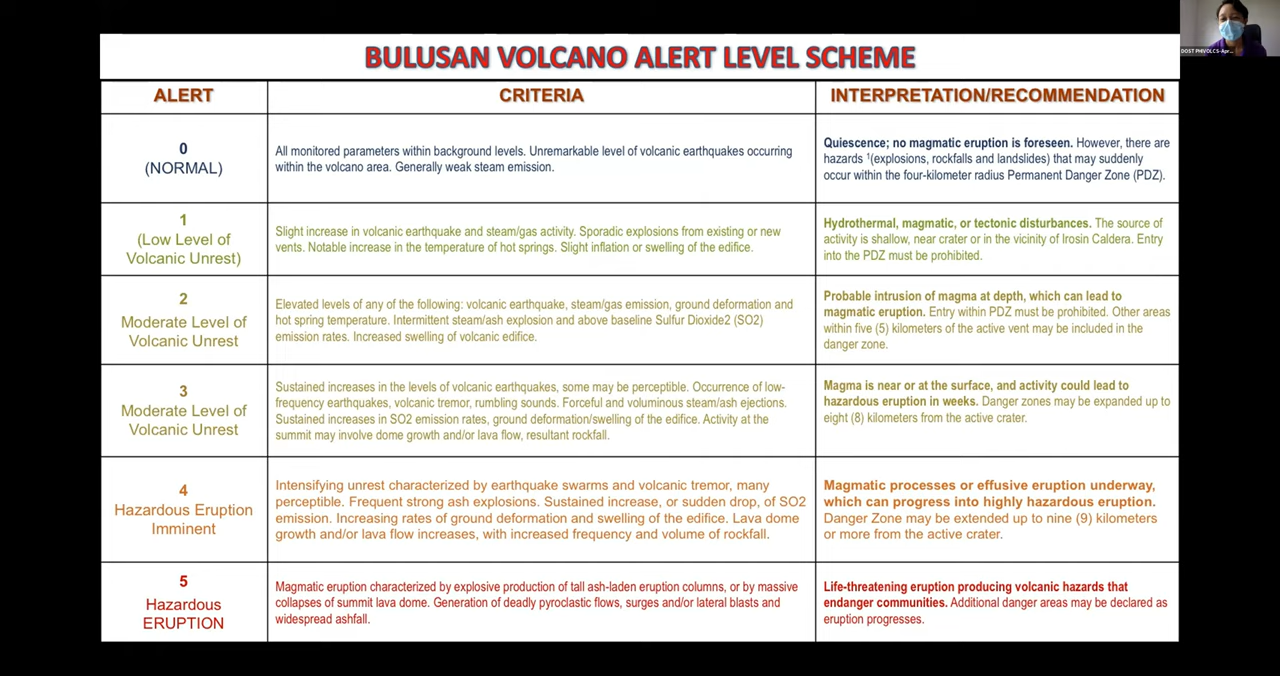 DOST PHIVOLCS-Apr...
BULUSAN VOLCANO ALERT LEVEL SCHEME
ALERT
CRITERIA
INTERPRETATION/RECOMMENDATION
0
(NORMAL)
All monitored parameters within background levels. Unremarkable level of volcanic earthquakes occurring
within the volcano area. Generally weak steam emission.
Quiescence; no magmatic eruption is foreseen. However, there are
hazards ¹(explosions, rockfalls and landslides) that may suddenly
occur within the four-kilometer radius Permanent Danger Zone (PDZ).
1
(Low Level of
Volcanic Unrest)
Slight increase in volcanic earthquake and steam/gas activity. Sporadic explosions from existing or new
vents. Notable increase in the temperature of hot springs. Slight inflation or swelling of the edifice.
Hydrothermal, magmatic, or tectonic disturbances. The source of
activity is shallow, near crater or in the vicinity of Irosin Caldera. Entry
into the PDZ must be prohibited.
2
Moderate Level of
Volcanic Unrest
Elevated levels of any of the following: volcanic earthquake, steam/gas emission, ground deformation and
hot spring temperature. Intermittent steam/ash explosion and above baseline Sulfur Dioxide2 (SO2)
emission rates. Increased swelling of volcanic edifice.
Probable intrusion of magma at depth, which can lead to
magmatic eruption. Entry within PDZ must be prohibited. Other areas
within five (5) kilometers of the active vent may be included in the
danger zone.
3
Moderate Level of
Volcanic Unrest
Sustained increases in the levels of volcanic earthquakes, some may be perceptible. Occurrence of low-
frequency earthquakes, volcanic tremor, rumbling sounds. Forceful and voluminous steam/ash ejections.
Sustained increases in SO2 emission rates, ground deformation/swelling of the edifice. Activity at the
summit may involve dome growth and/or lava flow, resultant rockfall.
Magma is near or at the surface, and activity could lead to
hazardous eruption in weeks. Danger zones may be expanded up to
eight (8) kilometers from the active crater.
4
Hazardous Eruption
Imminent
Intensifying unrest characterized by earthquake swarms and volcanic tremor, many
perceptible. Frequent strong ash explosions. Sustained increase, or sudden drop, of SO2
emission. Increasing rates of ground deformation and swelling of the edifice. Lava dome
growth and/or lava flow increases, with increased frequency and volume of rockfall.
Magmatic processes or effusive eruption underway,
which can progress into highly hazardous eruption.
Danger Zone may be extended up to nine (9) kilometers
or more from the active crater.
5
Hazardous
ERUPTION
Magmatic eruption characterized by explosive production of tall ash-laden eruption columns, or by massive
collapses of summit lava dome. Generation of deadly pyroclastic flows, surges and/or lateral blasts and
widespread ashfall.
Life-threatening eruption producing volcanic hazards that
endanger communities. Additional danger areas may be declared as
eruption progresses.